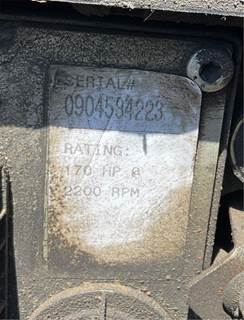 SERIAL#
0904594223
RATING:
170 HP @
2200 RPM